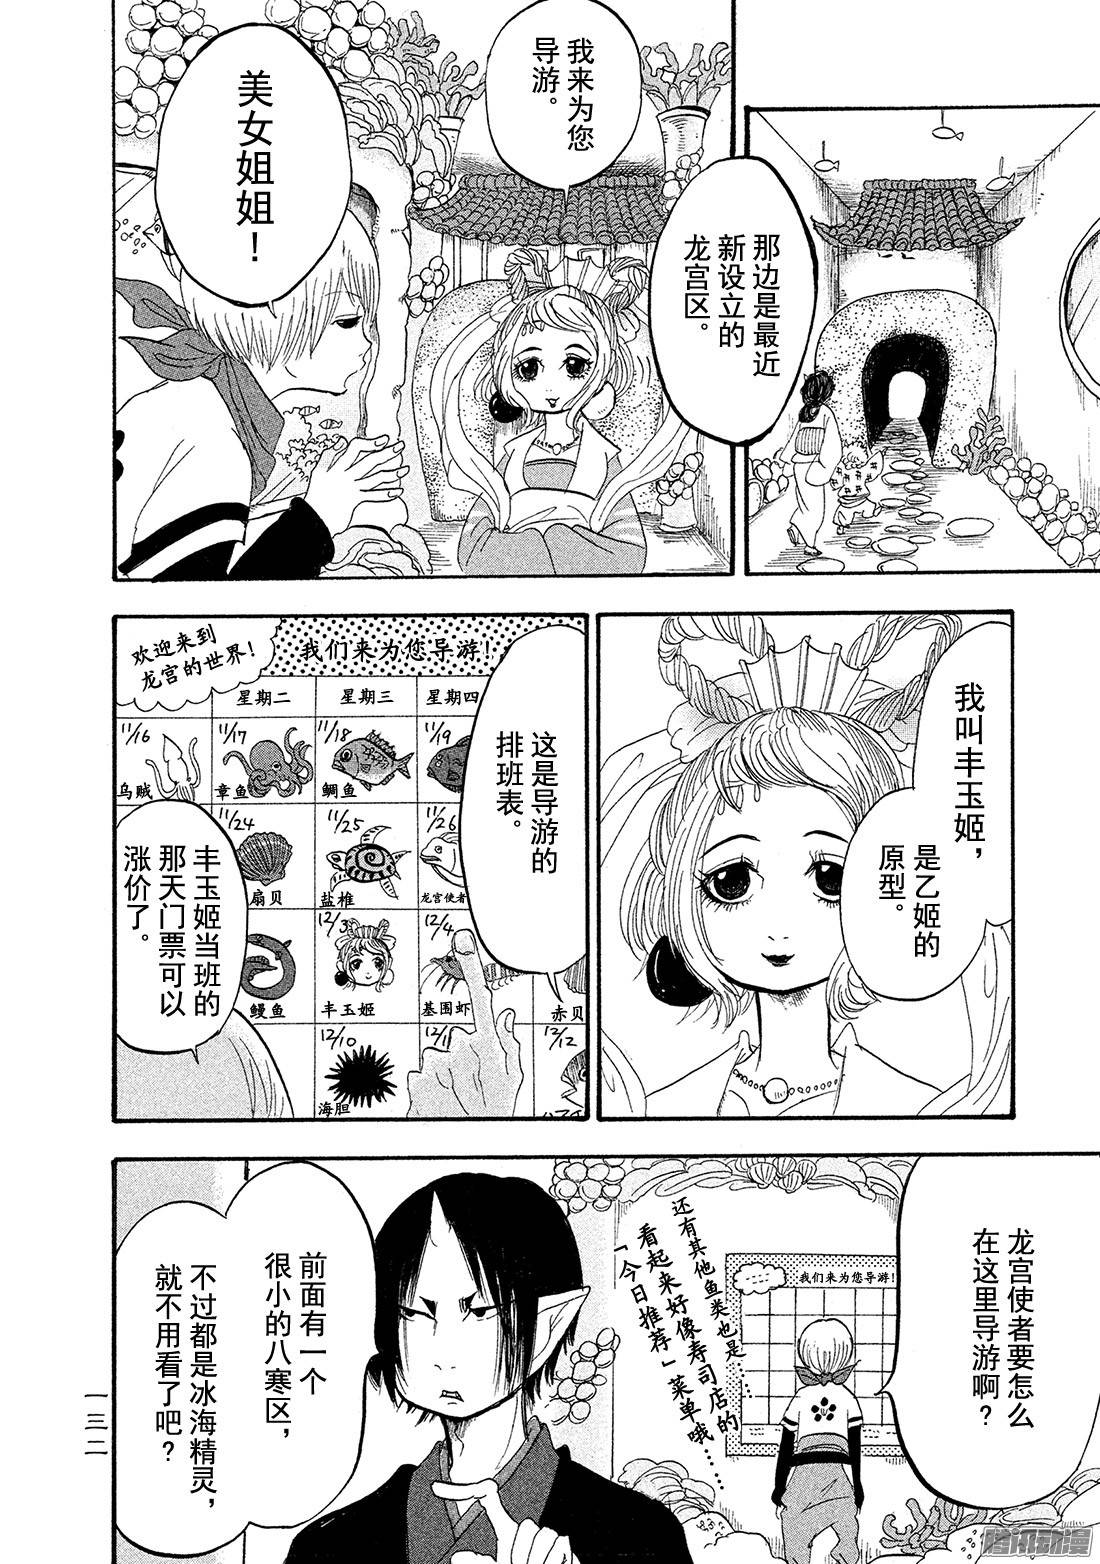 那边是最近
新设立的
龙宫区。
我来为您
导游。
美女姐姐！
我叫丰玉姬，
是乙姬的
原型。
这是导游的
排班表。
欢迎来到
龙宫的世界！
我们来为您导游！
星期二
星期三
星期四
11/16
11/17
11/18
11/19
乌贼
章鱼
鲷鱼
11/24
11/25
11/26
扇贝
盐椎
龙宫使者
12/3
12/4
鳗鱼
丰玉姬
基围虾
赤贝
12/10
12/12
海胆
丰玉姬当班的
那天门票可以
涨价了。
龙宫使者要怎么
在这里导游啊？
我们来为您导游！
还有其他鱼类也是……
看起来好像寿司店的
「今日推荐」菜单哦……
前面有一个
很小的八寒区，
不过都是冰海精灵，
就不用看了吧？
一三二
腾讯动漫